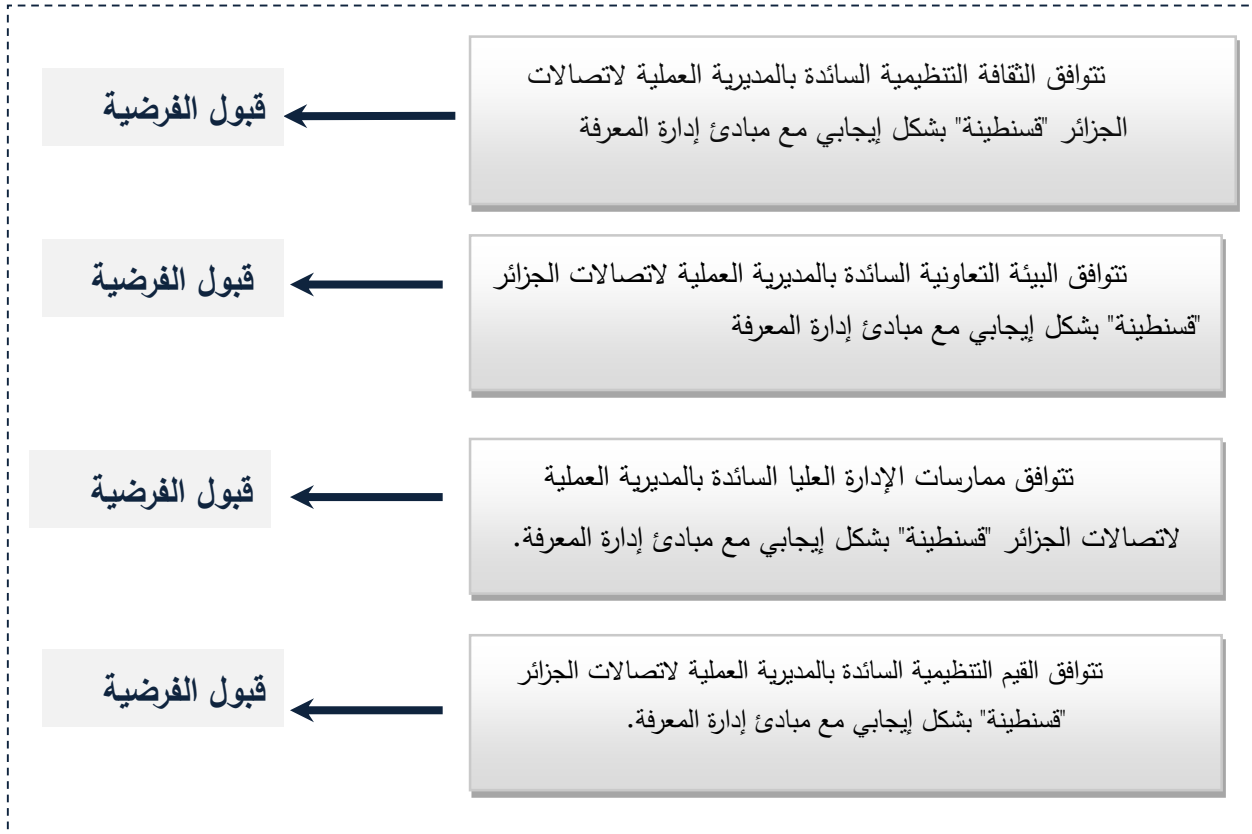 تتوافق الثقافة التنظيمية السائدة بالمديرية العملية لاتصالات
الجزائر "قسنطينة" بشكل إيجابي مع مبادئ إدارة المعرفة
قبول الفرضية
تتوافق البيئة التعاونية السائدة بالمديرية العملية لاتصالات الجزائر
"قسنطينة" بشكل إيجابي مع مبادئ إدارة المعرفة
قبول الفرضية
تتوافق ممارسات الإدارة العليا السائدة بالمديرية العملية
لاتصالات الجزائر "قسنطينة" بشكل إيجابي مع مبادئ إدارة المعرفة.
قبول الفرضية
تتوافق القيم التنظيمية السائدة بالمديرية العملية لاتصالات الجزائر
"قسنطينة" بشكل إيجابي مع مبادئ إدارة المعرفة.
قبول الفرضية